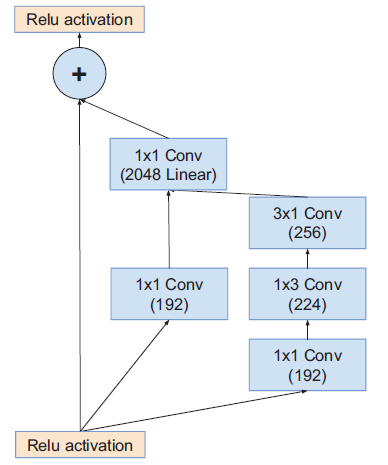 Relu activation
+
1x1 Conv
(2048 Linear)
3x1 Conv
(256)
1x1 Conv
(192)
1x3 Conv
(224)
1x1 Conv
(192)
Relu activation